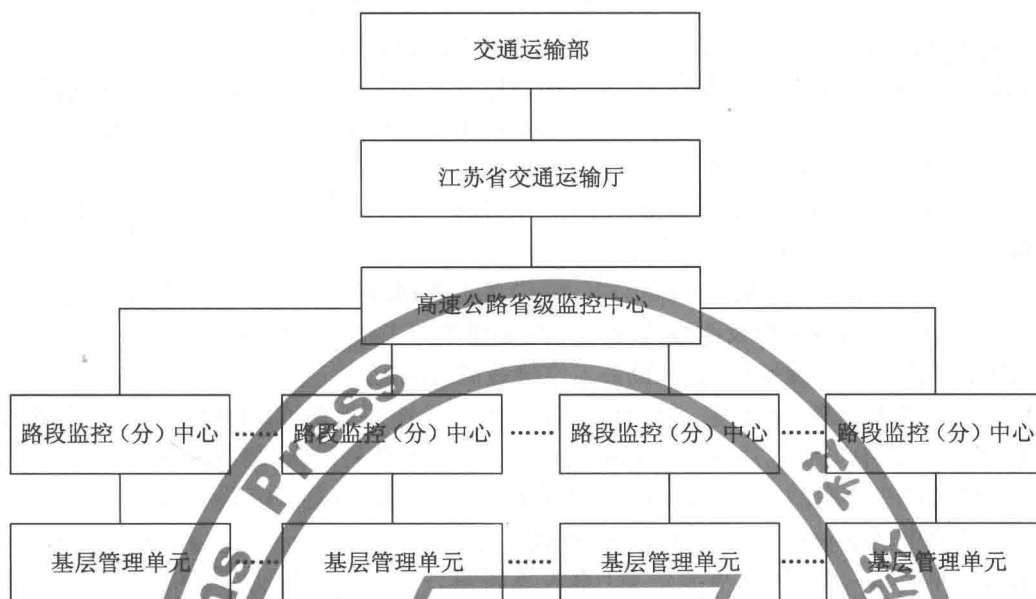 交通运输部
江苏省交通运输厅
高速公路省级监控中心
路段监控（分）中心 …… 路段监控（分）中心 …… 路段监控（分）中心 …… 路段监控（分）中心
基层管理单元 …… 基层管理单元 …… 基层管理单元 …… 基层管理单元
ns Press